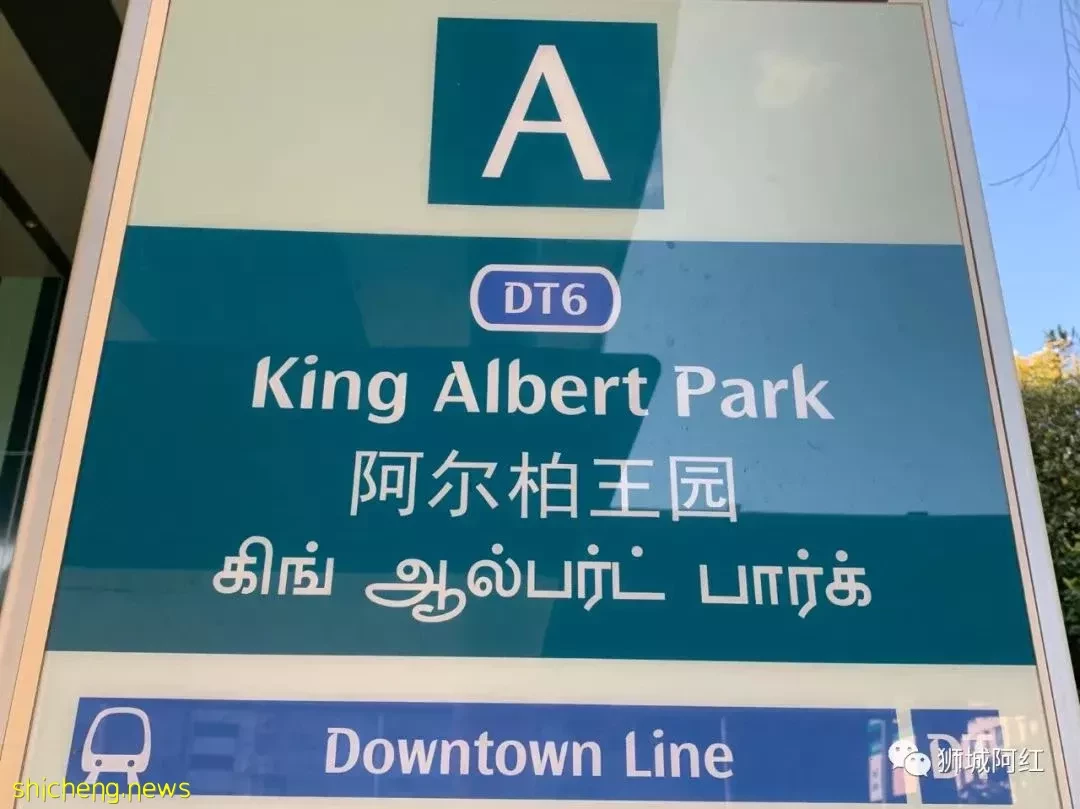 A
DT6
King Albert Park
阿尔柏王园
கிங் ஆல்பர்ட் பார்க்
Downtown Line
DT
狮城阿红
shicheng.news